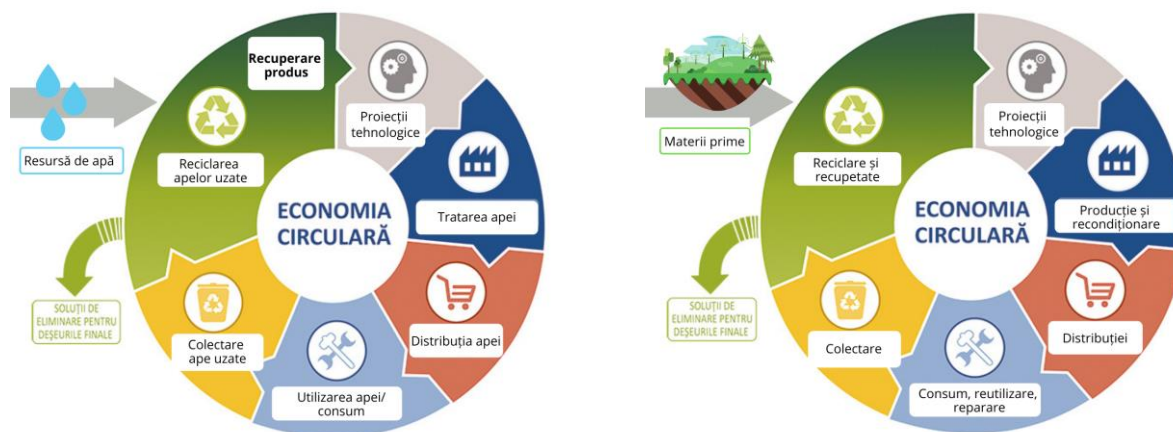 Recuperare
produs
Proiecții
tehnologice
Resursă de apă
Reciclarea
apelor uzate
Tratarea apei
ECONOMIA
CIRCULARĂ
SOLUȚII DE
ELIMINARE PENTRU
DEȘEURILE FINALE
Colectare
ape uzate
Distribuția apei
Utilizarea apei/
consum
Proiecții
tehnologice
Materii prime
Reciclare și
recupetate
Producție și
recondiționare
ECONOMIA
CIRCULARĂ
SOLUȚII DE
ELIMINARE PENTRU
DEȘEURILE FINALE
Colectare
Distribuției
Consum, reutilizare,
reparare